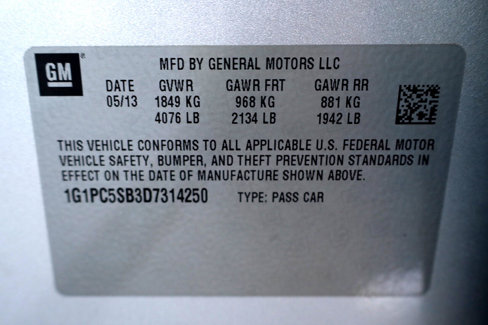 GM
MFD BY GENERAL MOTORS LLC
DATE GVWR GAWR FRT GAWR RR
05/13 1849 KG 968 KG 881 KG
4076 LB 2134 LB 1942 LB
THIS VEHICLE CONFORMS TO ALL APPLICABLE U.S. FEDERAL MOTOR
VEHICLE SAFETY, BUMPER, AND THEFT PREVENTION STANDARDS IN
EFFECT ON THE DATE OF MANUFACTURE SHOWN ABOVE.
1G1PC5SB3D7314250 TYPE: PASS CAR